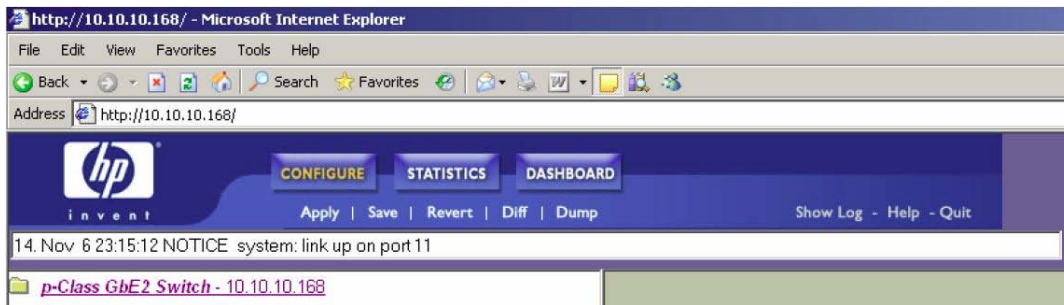 http://10.10.10.168/ - Microsoft Internet Explorer
File Edit View Favorites Tools Help
Back Search Favorites W
Address http://10.10.10.168/
hp
invent
CONFIGURE STATISTICS DASHBOARD
Apply | Save | Revert | Diff | Dump
Show Log - Help - Quit
14. Nov 6 23:15:12 NOTICE system: link up on port 11
p-Class GbE2 Switch - 10.10.10.168